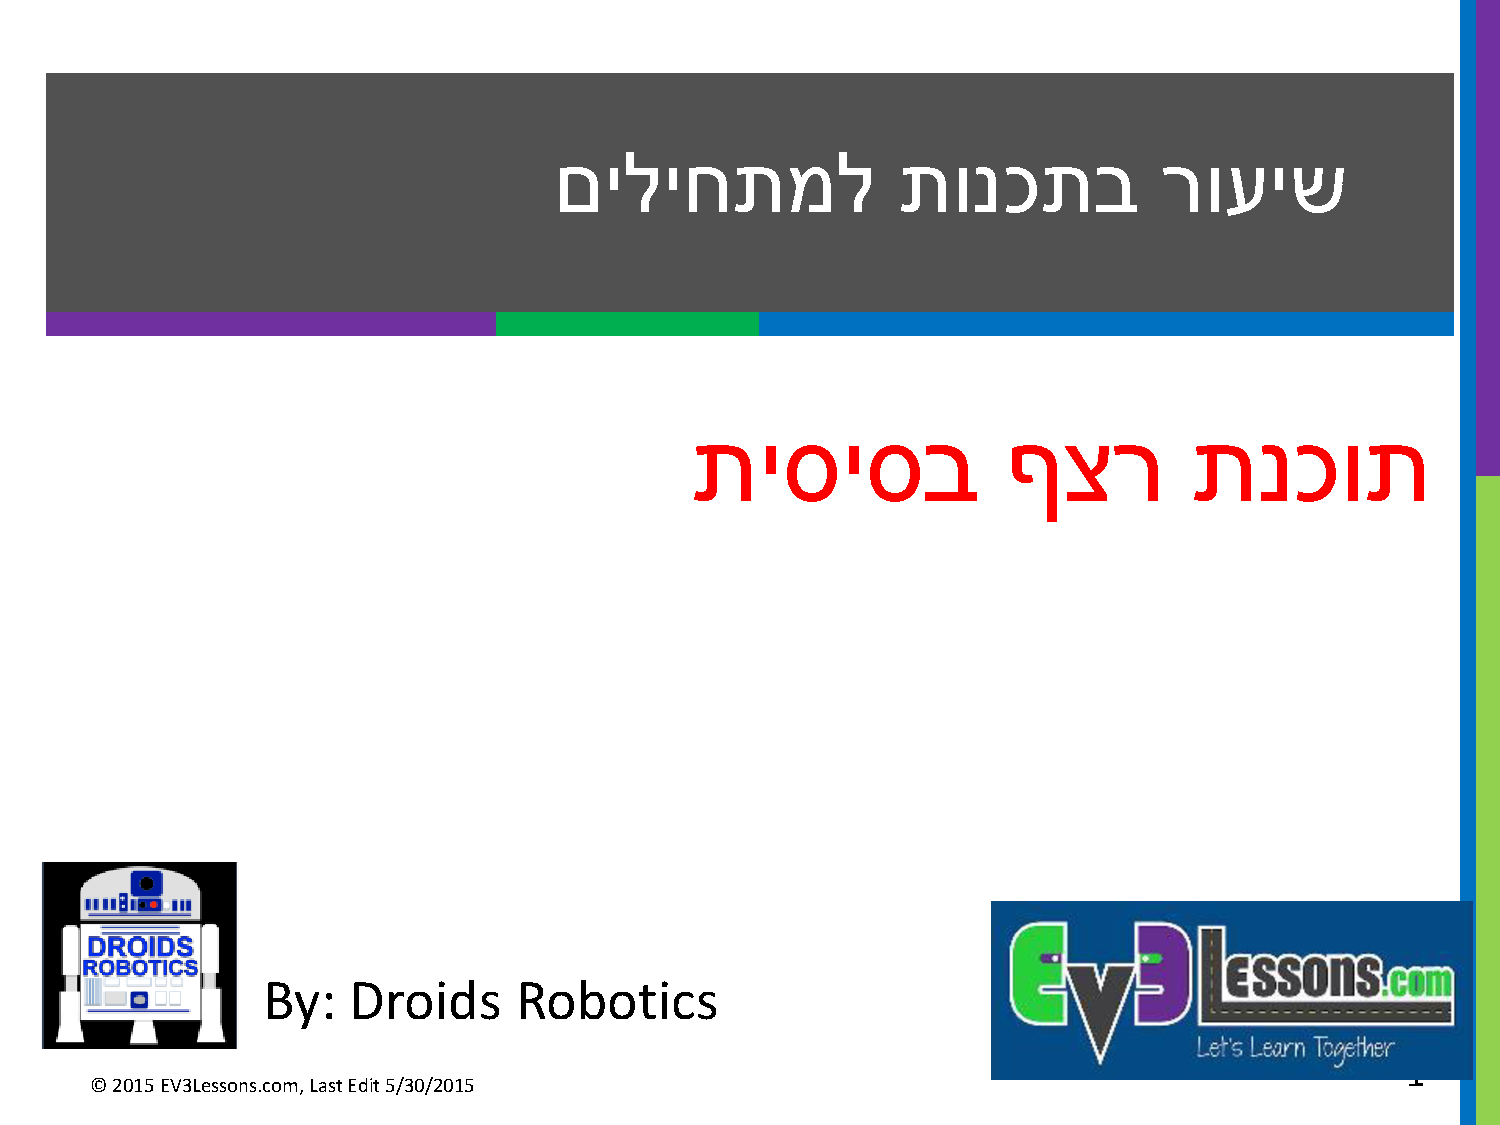 שיעור בתכנות למתחילים
תוכנת רצף בסיסית
DROIDS
ROBOTICS
By: Droids Robotics
EV3Lessons.com
Let's Learn Together
© 2015 EV3Lessons.com, Last Edit 5/30/2015
1